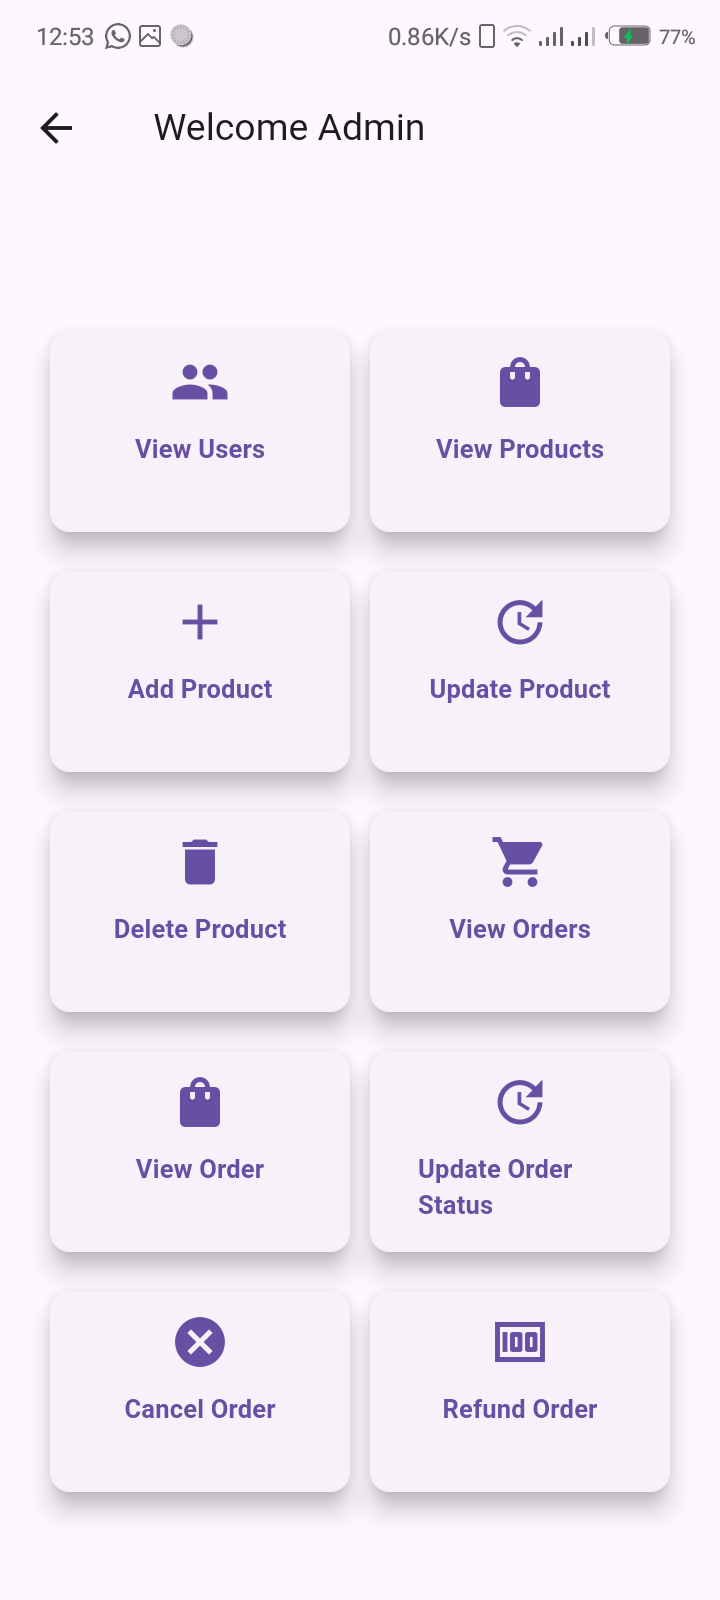 12:53 0.86K/s 77%
Welcome Admin
View Users
View Products
Add Product
Update Product
Delete Product
View Orders
View Order
Update Order
Status
Cancel Order
100
Refund Order